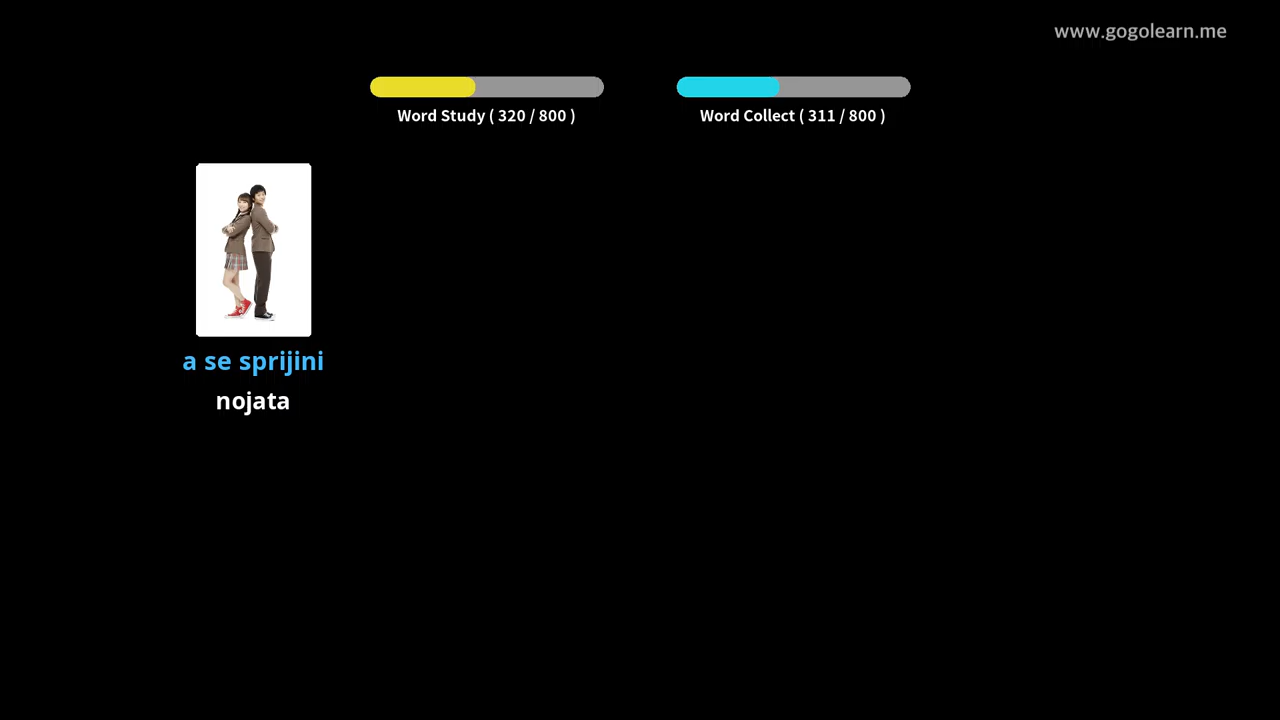 www.gogolearn.me
Word Study ( 320 / 800 )
Word Collect ( 311 / 800 )
a se sprijini
nojata